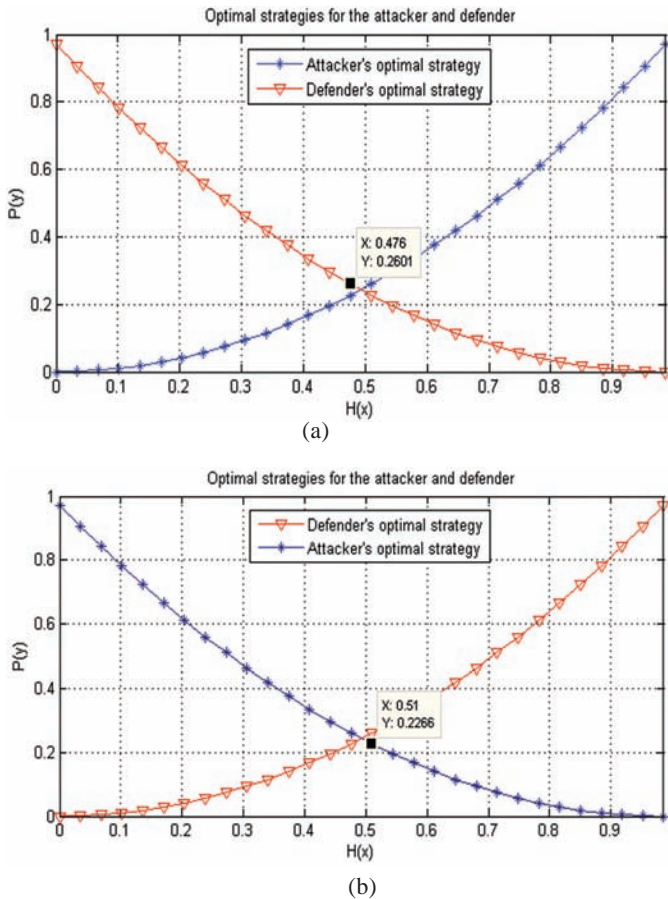 Optimal strategies for the attacker and defender
1
Attacker's optimal strategy
Defender's optimal strategy
0.8
0.6
P(y)
0.4
X: 0.476
Y: 0.2601
0.2
0
0 0.1 0.2 0.3 0.4 0.5 0.6 0.7 0.8 0.9
H(x)
(a)
Optimal strategies for the attacker and defender
1
Defender's optimal strategy
Attacker's optimal strategy
0.8
0.6
P(y)
0.4
X: 0.51
Y: 0.2266
0.2
0
0 0.1 0.2 0.3 0.4 0.5 0.6 0.7 0.8 0.9
H(x)
(b)